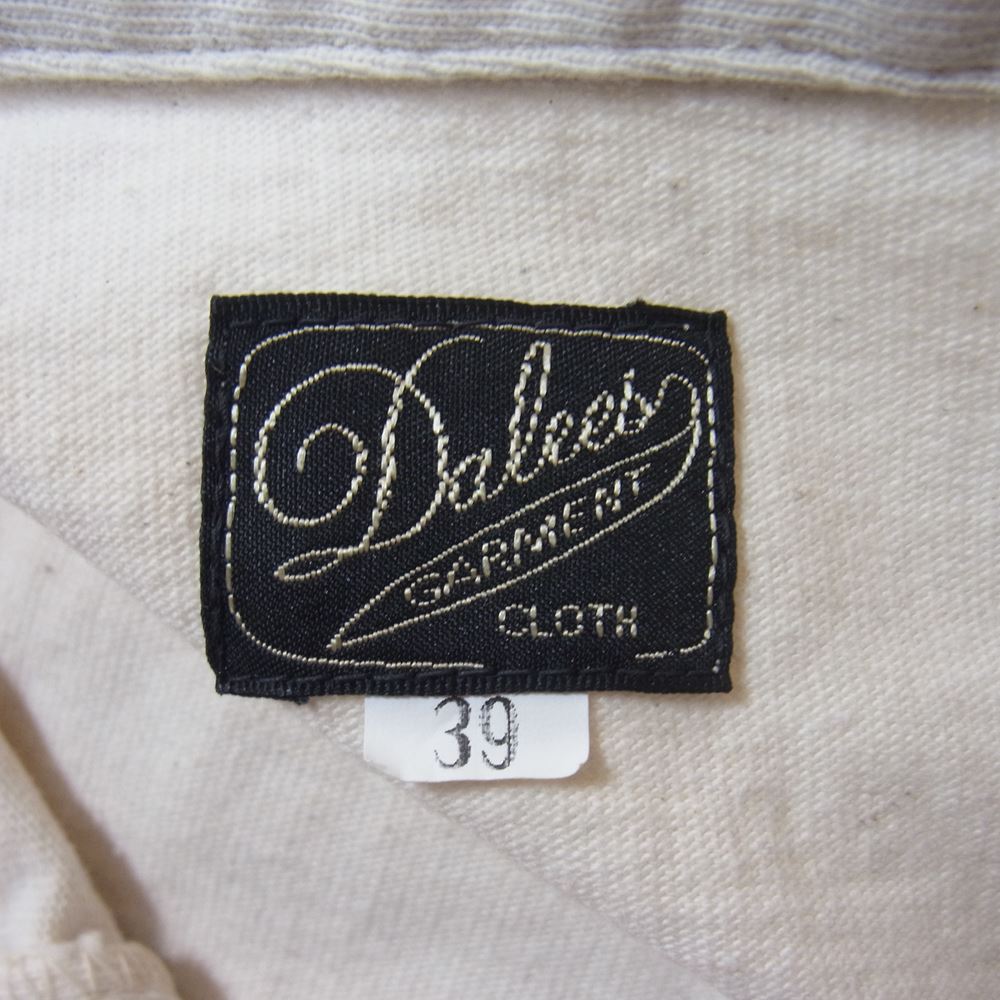 Dalee's
GARMENT
CLOTH
39